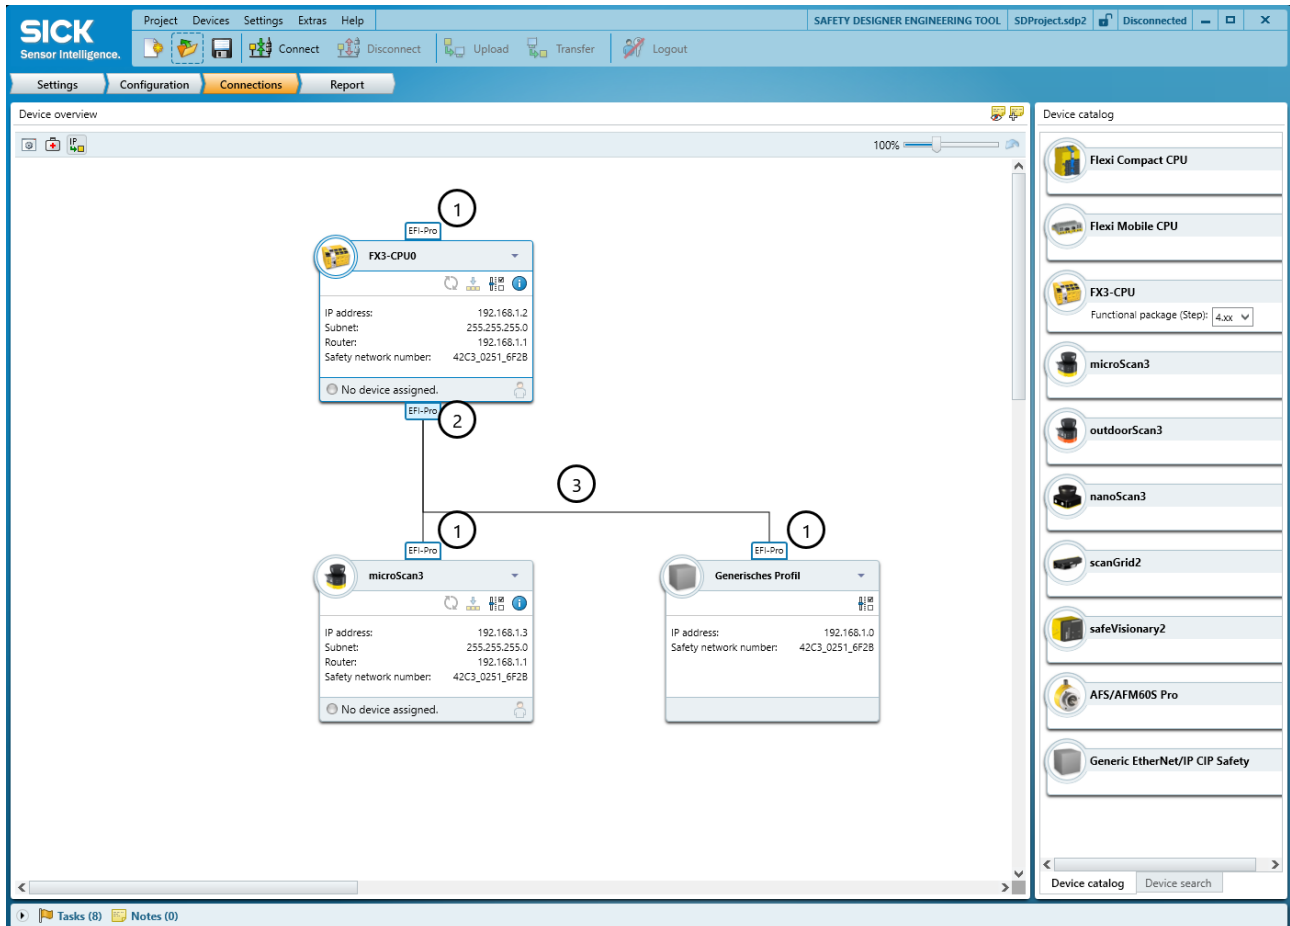 SICK
Sensor Intelligence.
Project Devices Settings Extras Help
SAFETY DESIGNER ENGINEERING TOOL SDProject.sdp2 Disconnected
Connect Disconnect Upload Transfer Logout
Settings Configuration Connections Report
Device overview
IP
100%
1
EFI-Pro
FX3-CPU0
IP address: 192.168.1.2
Subnet: 255.255.255.0
Router: 192.168.1.1
Safety network number: 42C3_0251_6F2B
No device assigned.
EFI-Pro
2
3
1
EFI-Pro
microScan3
IP address: 192.168.1.3
Subnet: 255.255.255.0
Router: 192.168.1.1
Safety network number: 42C3_0251_6F2B
No device assigned.
1
EFI-Pro
Generisches Profil
IP address: 192.168.1.0
Safety network number: 42C3_0251_6F2B
Device catalog
Flexi Compact CPU
Flexi Mobile CPU
FX3-CPU
Functional package (Step): 4.xx
microScan3
outdoorScan3
nanoScan3
scanGrid2
safeVisionary2
AFS/AFM60S Pro
Generic EtherNet/IP CIP Safety
Device catalog Device search
Tasks (8) Notes (0)